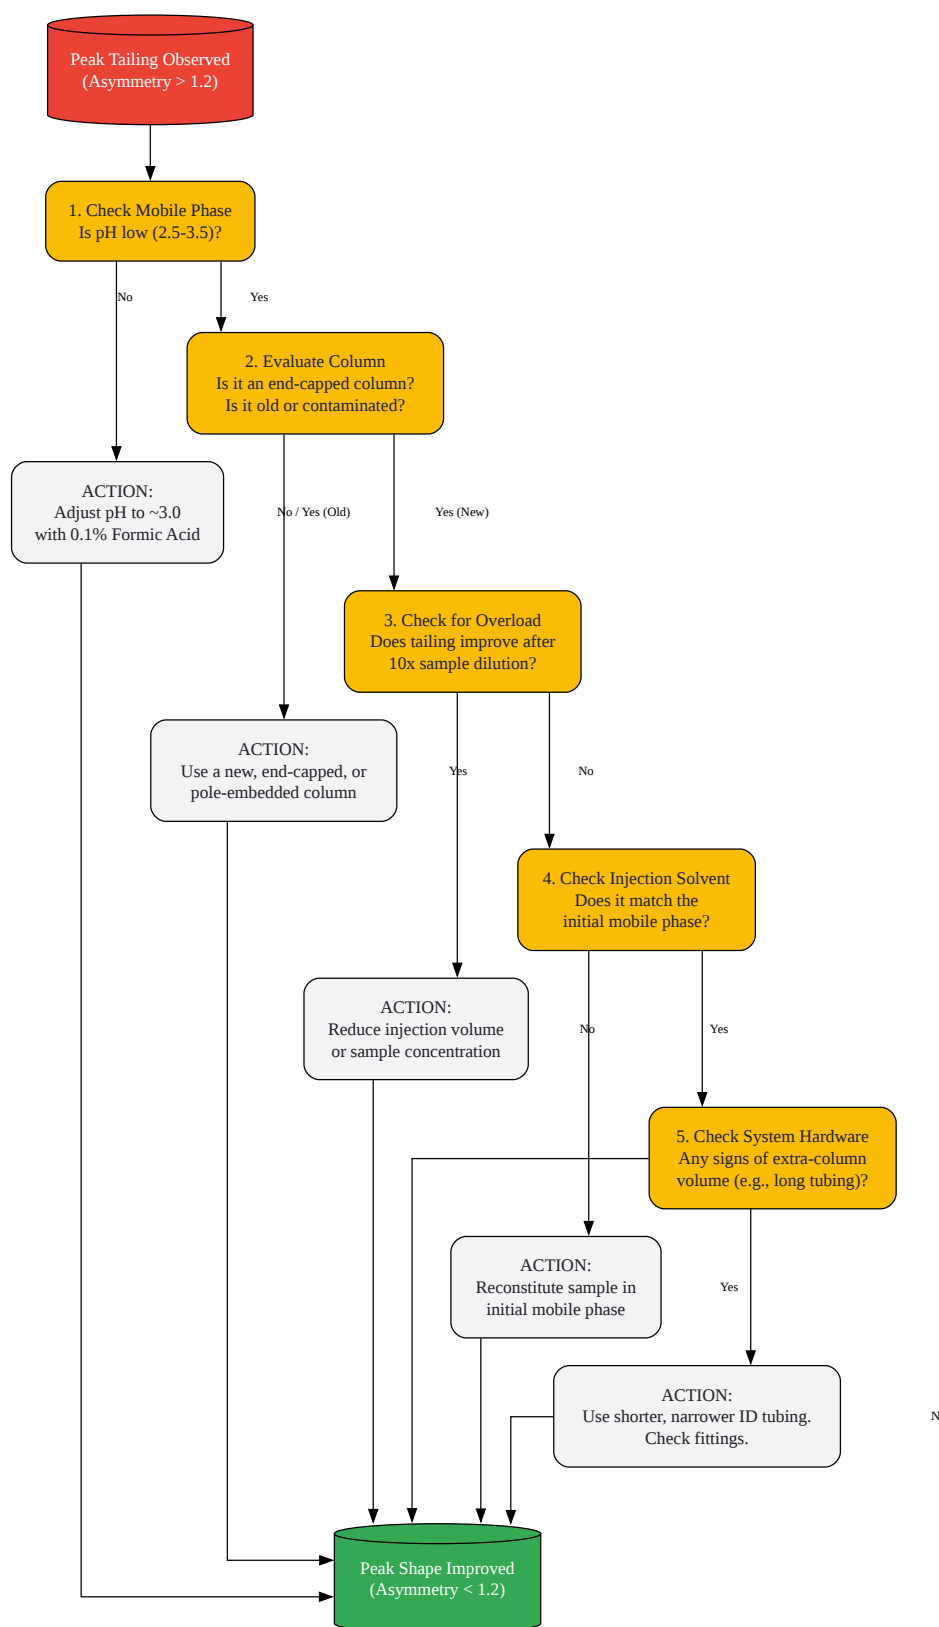 Peak Tailing Observed
(Asymmetry > 1.2)
1. Check Mobile Phase
Is pH low (2.5-3.5)?
No
Yes
2. Evaluate Column
Is it an end-capped column?
Is it old or contaminated?
ACTION:
Adjust pH to ~3.0
with 0.1% Formic Acid
No / Yes (Old)
Yes (New)
3. Check for Overload
Does tailing improve after
10x sample dilution?
ACTION:
Use a new, end-capped, or
pole-embedded column
Yes
No
4. Check Injection Solvent
Does it match the
initial mobile phase?
ACTION:
Reduce injection volume
or sample concentration
No
Yes
5. Check System Hardware
Any signs of extra-column
volume (e.g., long tubing)?
ACTION:
Reconstitute sample in
initial mobile phase
Yes
ACTION:
Use shorter, narrower ID tubing.
Check fittings.
N
Peak Shape Improved
(Asymmetry < 1.2)